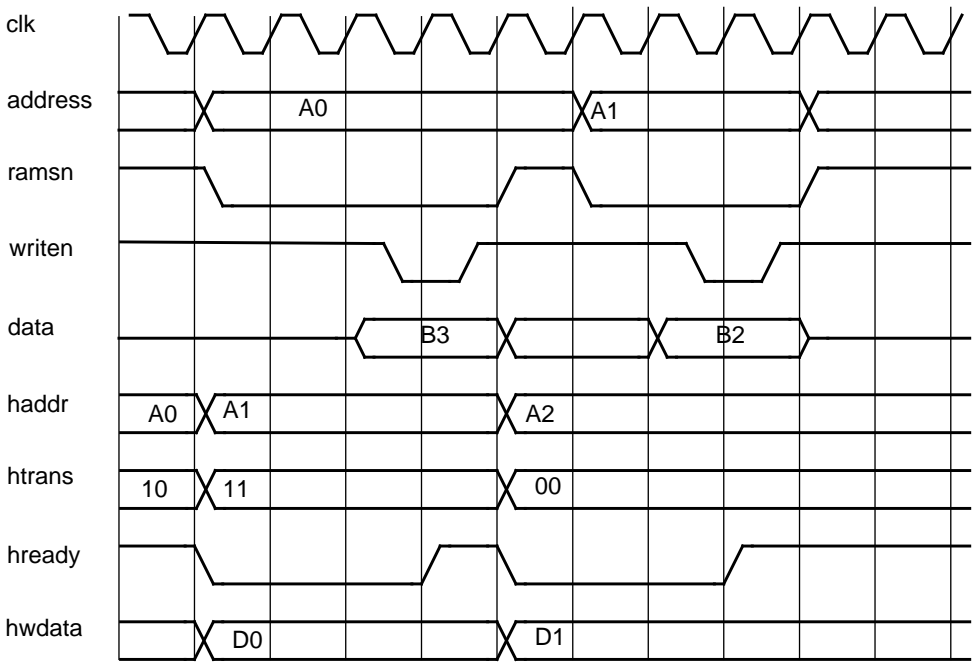 clk
address A0 A1
ramsn
writen
data B3 B2
haddr A0 A1 A2
htrans 10 11 00
hready
hwdata D0 D1